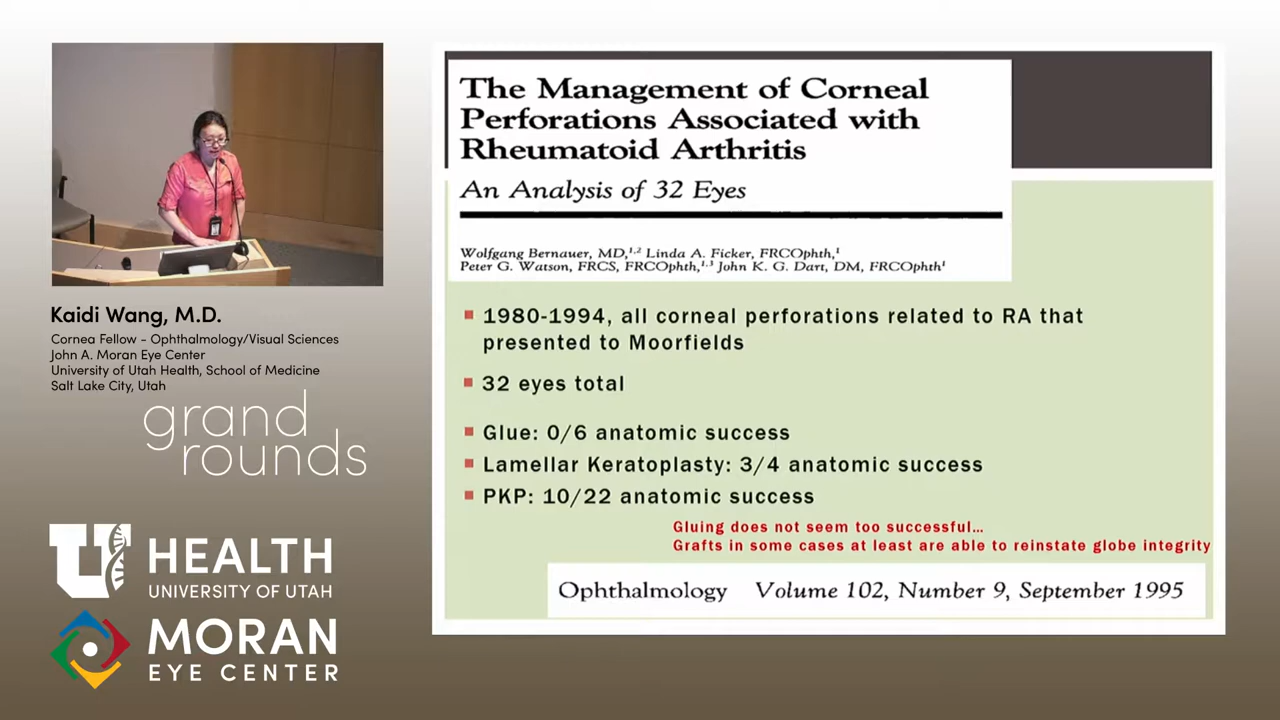 Kaidi Wang, M.D.
Cornea Fellow - Ophthalmology/Visual Sciences
John A. Moran Eye Center
University of Utah Health, School of Medicine
Salt Lake City, Utah
grand
rounds
U HEALTH
UNIVERSITY OF UTAH
MORAN
EYE CENTER
The Management of Corneal
Perforations Associated with
Rheumatoid Arthritis
An Analysis of 32 Eyes
Wolfgang Bernauer, MD,1,2 Linda A. Ficker, FRCOphth,1
Peter G. Watson, FRCS, FRCOphth,1,3 John K. G. Dart, DM, FRCOphth1
1980-1994, all corneal perforations related to RA that
presented to Moorfields
32 eyes total
Glue: 0/6 anatomic success
Lamellar Keratoplasty: 3/4 anatomic success
PKP: 10/22 anatomic success
Gluing does not seem too successful…
Grafts in some cases at least are able to reinstate globe integrity
Ophthalmology Volume 102, Number 9, September 1995